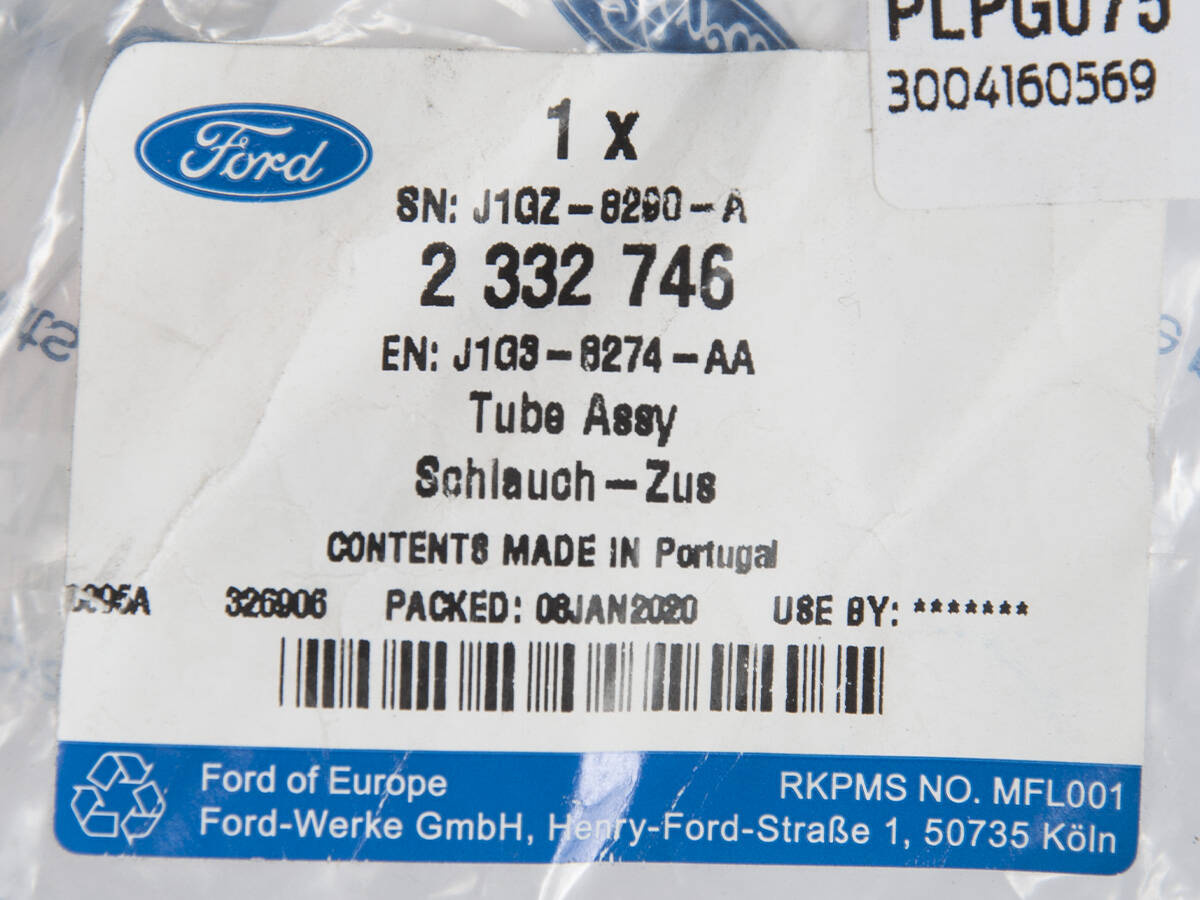 PLPG075
3004160569
Ford
1 x
SN: J1GZ-8290-A
2 332 746
EN: J1G3-8274-AA
Tube Assy
Schlauch-Zus
CONTENTS MADE IN Portugal
326906 PACKED: 08JAN2020 USE BY: *******
Ford of Europe RKPMS NO. MFL001
Ford-Werke GmbH, Henry-Ford-Straße 1, 50735 Köln